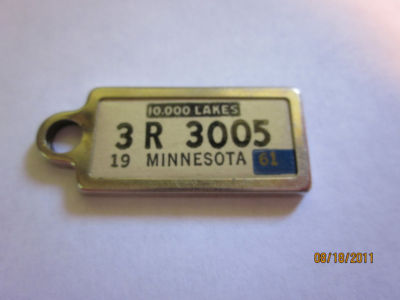 10.000 LAKES
3 R 3005
19 MINNESOTA 61
09/18/2011